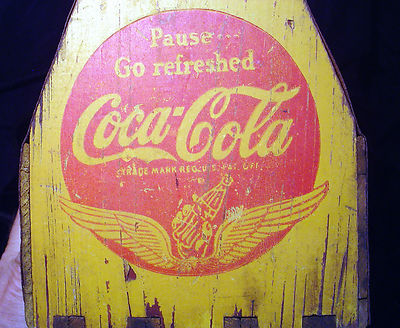 Pause...
Go refreshed
Coca-Cola
TRADE MARK REG. U.S. PAT. OFF.